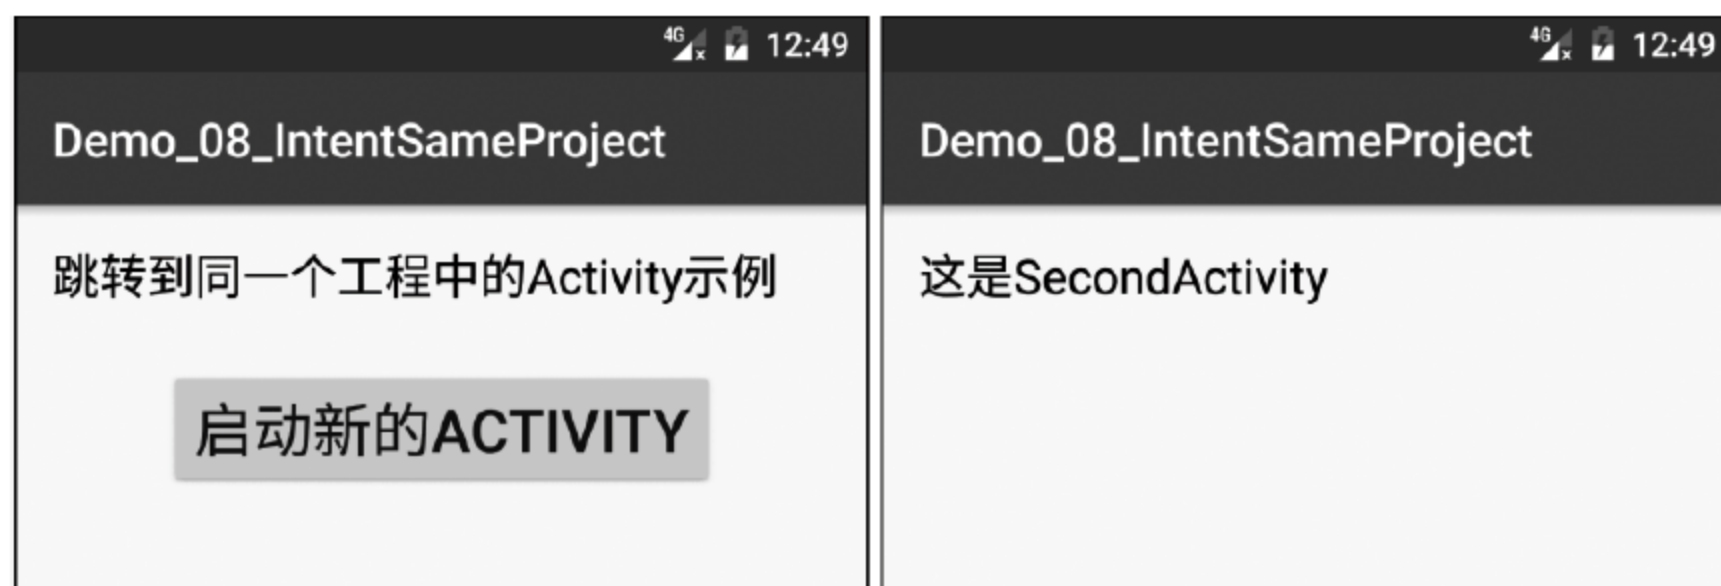 4G 12:49
Demo_08_IntentSameProject
跳转到同一个工程中的Activity示例
启动新的ACTIVITY
4G 12:49
Demo_08_IntentSameProject
这是SecondActivity